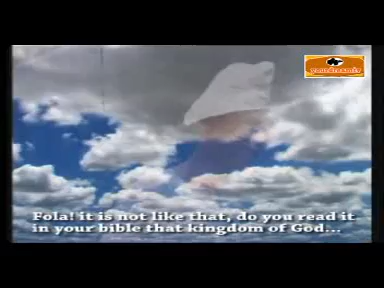 Fola! it is not like that, do you read it
in your bible that kingdom of God...